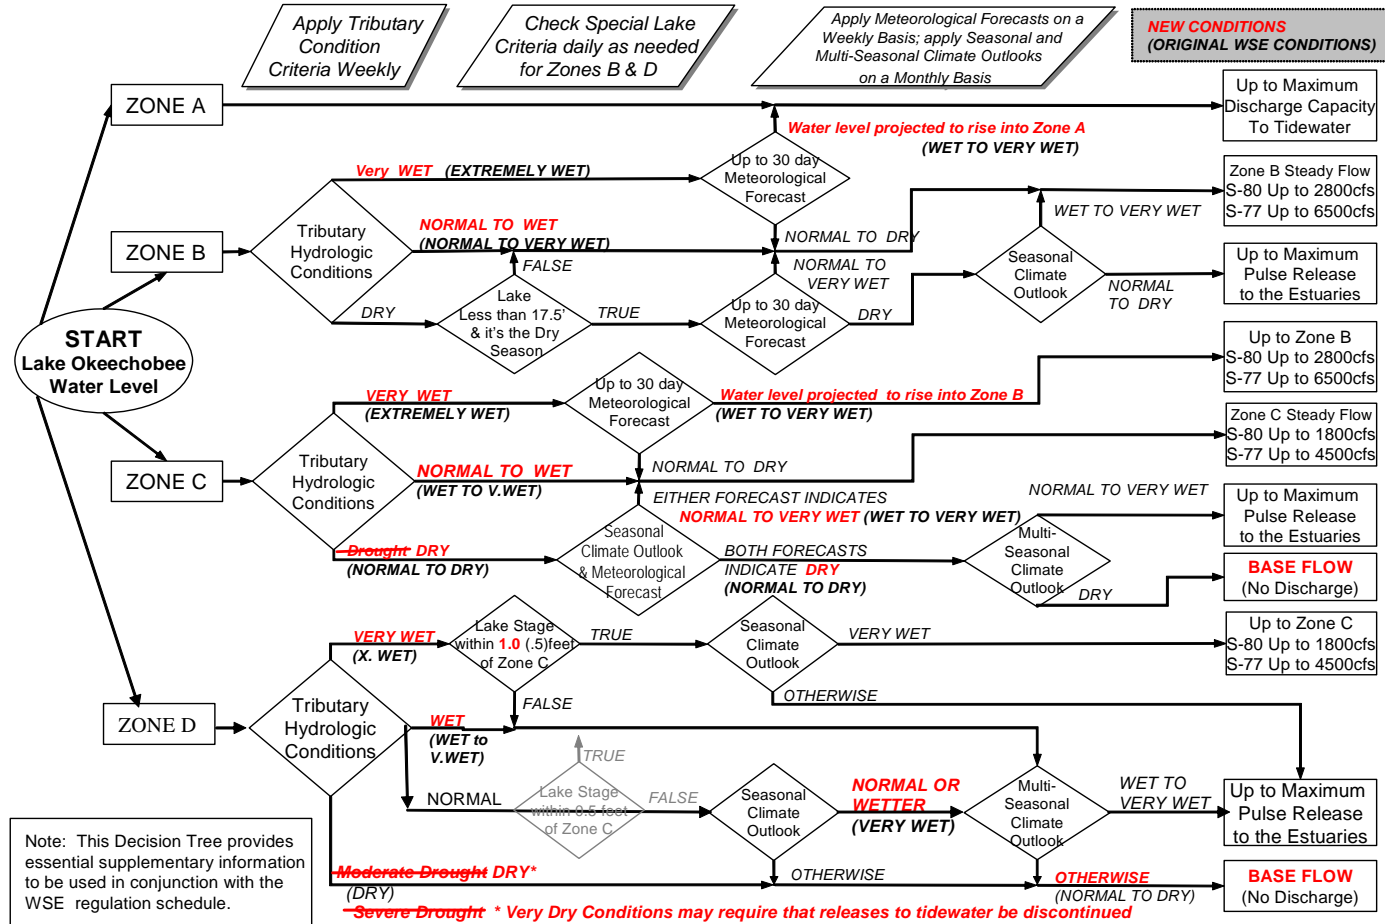 Apply Tributary
Condition
Criteria Weekly
Check Special Lake
Criteria daily as needed
for Zones B & D
Apply Meteorological Forecasts on a
Weekly Basis; apply Seasonal and
Multi-Seasonal Climate Outlooks
on a Monthly Basis
NEW CONDITIONS
(ORIGINAL WSE CONDITIONS)
ZONE A
Up to Maximum
Discharge Capacity
To Tidewater
Water level projected to rise into Zone A
(WET TO VERY WET)
Very WET (EXTREMELY WET)
Up to 30 day
Meteorological
Forecast
Zone B Steady Flow
S-80 Up to 2800cfs
S-77 Up to 6500cfs
ZONE B
Tributary
Hydrologic
Conditions
NORMAL TO WET
(NORMAL TO VERY WET)
NORMAL TO DRY
WET TO VERY WET
FALSE
NORMAL TO
VERY WET
Seasonal
Climate
Outlook
NORMAL
TO DRY
Up to Maximum
Pulse Release
to the Estuaries
DRY
Lake
Less than 17.5'
& it's the Dry
Season
TRUE
Up to 30 day
Meteorological
Forecast
DRY
START
Lake Okeechobee
Water Level
Up to Zone B
S-80 Up to 2800cfs
S-77 Up to 6500cfs
VERY WET
(EXTREMELY WET)
Up to 30 day
Meteorological
Forecast
Water level projected to rise into Zone B
(WET TO VERY WET)
Zone C Steady Flow
S-80 Up to 1800cfs
S-77 Up to 4500cfs
ZONE C
Tributary
Hydrologic
Conditions
NORMAL TO WET
(WET TO V.WET)
NORMAL TO DRY
EITHER FORECAST INDICATES
NORMAL TO VERY WET (WET TO VERY WET)
NORMAL TO VERY WET
Up to Maximum
Pulse Release
to the Estuaries
Drought DRY
(NORMAL TO DRY)
Seasonal
Climate Outlook
& Meteorological
Forecast
BOTH FORECASTS
INDICATE DRY
(NORMAL TO DRY)
Multi-
Seasonal
Climate
Outlook
DRY
BASE FLOW
(No Discharge)
VERY WET
(X. WET)
Lake Stage
within 1.0 (.5)feet
of Zone C
TRUE
Seasonal
Climate
Outlook
VERY WET
Up to Zone C
S-80 Up to 1800cfs
S-77 Up to 4500cfs
OTHERWISE
FALSE
ZONE D
Tributary
Hydrologic
Conditions
WET
(WET to
V.WET)
TRUE
NORMAL
Lake Stage
within 0.5 feet
of Zone C
FALSE
Seasonal
Climate
Outlook
NORMAL OR
WETTER
(VERY WET)
Multi-
Seasonal
Climate
Outlook
WET TO
VERY WET
Up to Maximum
Pulse Release
to the Estuaries
Moderate Drought DRY*
(DRY)
OTHERWISE
OTHERWISE
(NORMAL TO DRY)
BASE FLOW
(No Discharge)
Severe Drought * Very Dry Conditions may require that releases to tidewater be discontinued
Note: This Decision Tree provides
essential supplementary information
to be used in conjunction with the
WSE regulation schedule.